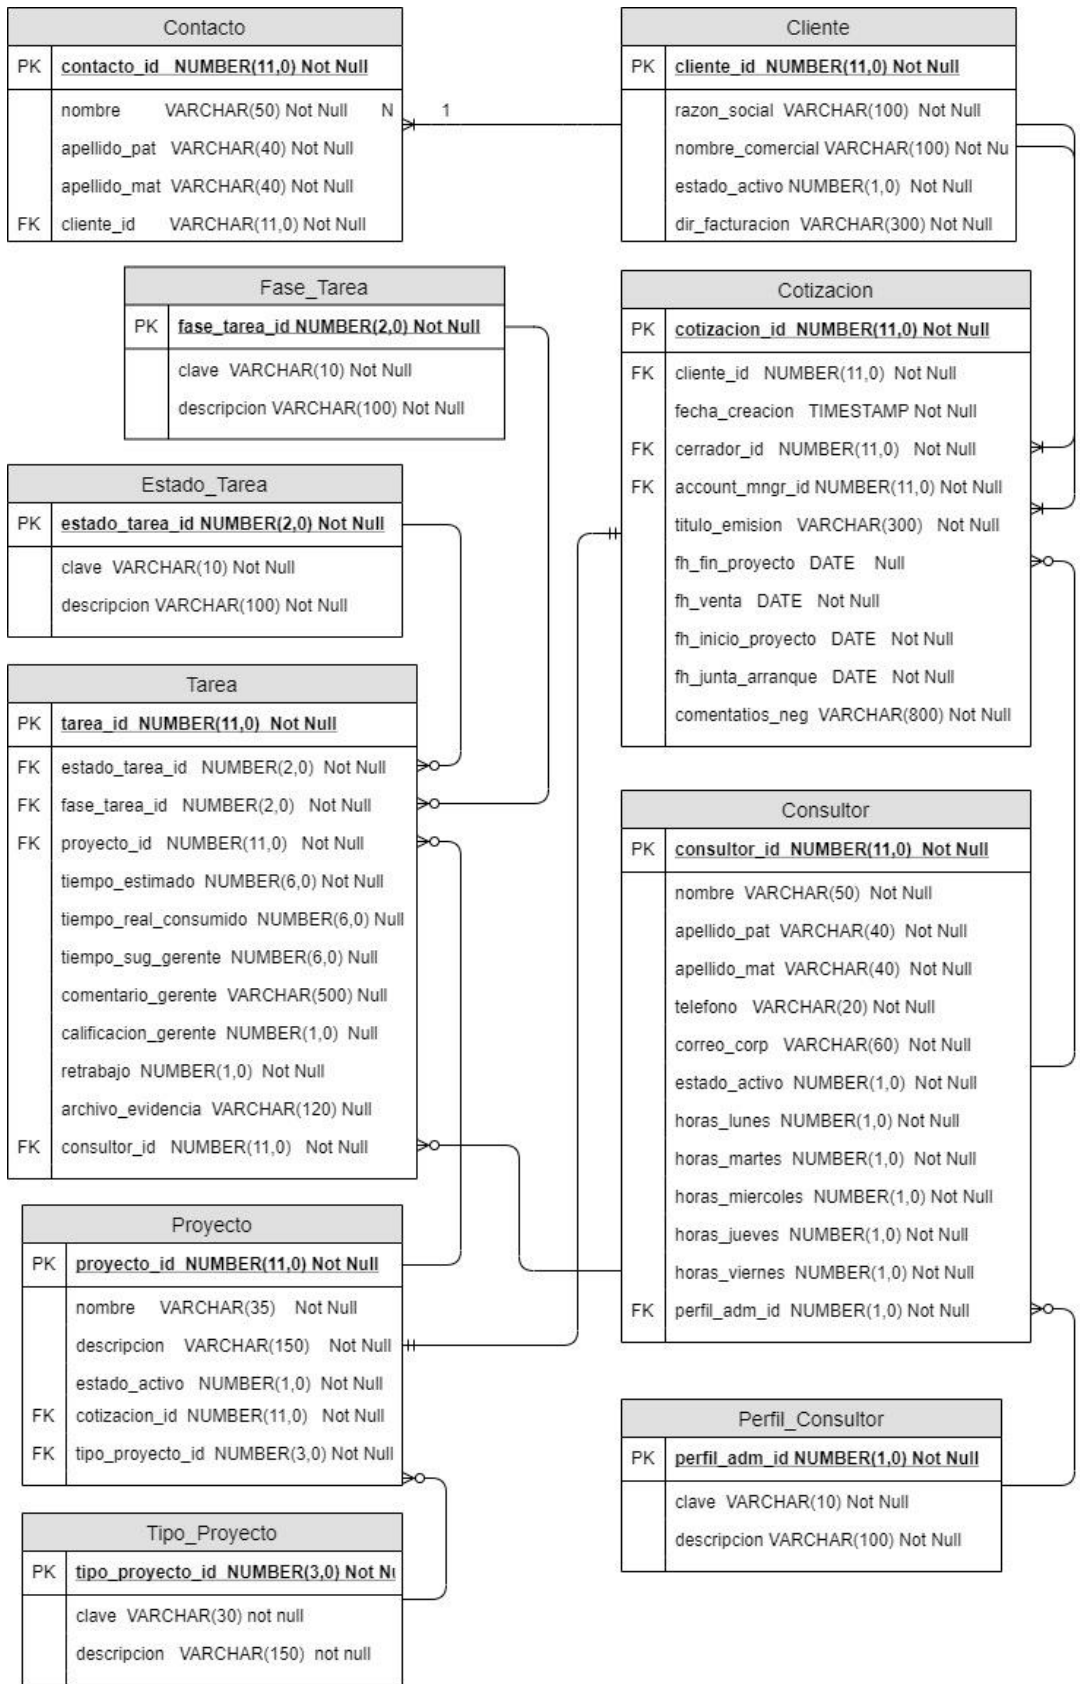 Contacto
PK contacto_id NUMBER(11,0) Not Null
nombre VARCHAR(50) Not Null N 1
apellido_pat VARCHAR(40) Not Null
apellido_mat VARCHAR(40) Not Null
FK cliente_id VARCHAR(11,0) Not Null
Cliente
PK cliente_id NUMBER(11,0) Not Null
razon_social VARCHAR(100) Not Null
nombre_comercial VARCHAR(100) Not Nu
estado_activo NUMBER(1,0) Not Null
dir_facturacion VARCHAR(300) Not Null
Fase_Tarea
PK fase_tarea_id NUMBER(2,0) Not Null
clave VARCHAR(10) Not Null
descripcion VARCHAR(100) Not Null
Cotizacion
PK cotizacion_id NUMBER(11,0) Not Null
FK cliente_id NUMBER(11,0) Not Null
fecha_creacion TIMESTAMP Not Null
FK cerrador_id NUMBER(11,0) Not Null
FK account_mngr_id NUMBER(11,0) Not Null
titulo_emision VARCHAR(300) Not Null
fh_fin_proyecto DATE Null
fh_venta DATE Not Null
fh_inicio_proyecto DATE Not Null
fh_junta_arranque DATE Not Null
comentatios_neg VARCHAR(800) Not Null
Estado_Tarea
PK estado_tarea_id NUMBER(2,0) Not Null
clave VARCHAR(10) Not Null
descripcion VARCHAR(100) Not Null
Tarea
PK tarea_id NUMBER(11,0) Not Null
FK estado_tarea_id NUMBER(2,0) Not Null
FK fase_tarea_id NUMBER(2,0) Not Null
FK proyecto_id NUMBER(11,0) Not Null
tiempo_estimado NUMBER(6,0) Not Null
tiempo_real_consumido NUMBER(6,0) Null
tiempo_sug_gerente NUMBER(6,0) Null
comentario_gerente VARCHAR(500) Null
calificacion_gerente NUMBER(1,0) Null
retrabajo NUMBER(1,0) Not Null
archivo_evidencia VARCHAR(120) Null
FK consultor_id NUMBER(11,0) Not Null
Consultor
PK consultor_id NUMBER(11,0) Not Null
nombre VARCHAR(50) Not Null
apellido_pat VARCHAR(40) Not Null
apellido_mat VARCHAR(40) Not Null
telefono VARCHAR(20) Not Null
correo_corp VARCHAR(60) Not Null
estado_activo NUMBER(1,0) Not Null
horas_lunes NUMBER(1,0) Not Null
horas_martes NUMBER(1,0) Not Null
horas_miercoles NUMBER(1,0) Not Null
horas_jueves NUMBER(1,0) Not Null
horas_viernes NUMBER(1,0) Not Null
FK perfil_adm_id NUMBER(1,0) Not Null
Proyecto
PK proyecto_id NUMBER(11,0) Not Null
nombre VARCHAR(35) Not Null
descripcion VARCHAR(150) Not Null
estado_activo NUMBER(1,0) Not Null
FK cotizacion_id NUMBER(11,0) Not Null
FK tipo_proyecto_id NUMBER(3,0) Not Null
Perfil_Consultor
PK perfil_adm_id NUMBER(1,0) Not Null
clave VARCHAR(10) Not Null
descripcion VARCHAR(100) Not Null
Tipo_Proyecto
PK tipo_proyecto_id NUMBER(3,0) Not Nu
clave VARCHAR(30) not null
descripcion VARCHAR(150) not null